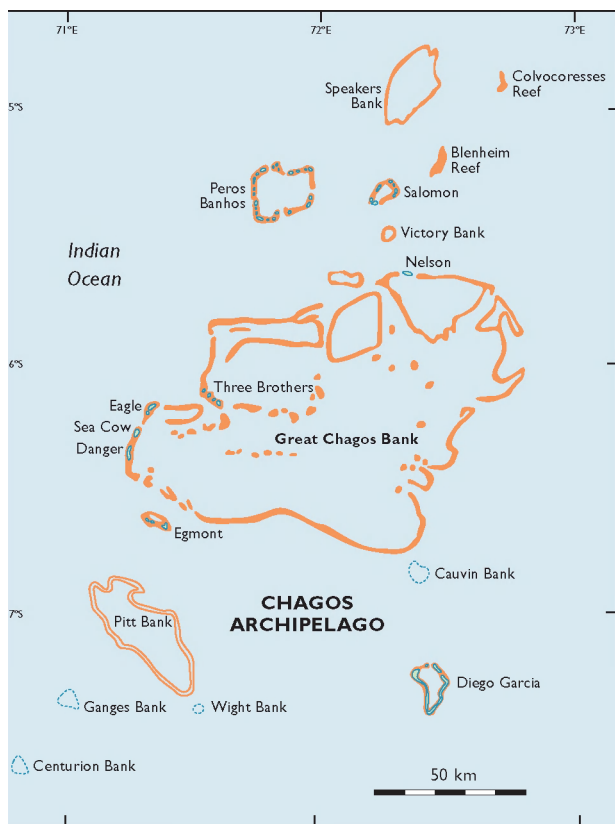 71°E
72°E
73°E
Speakers
Bank
Colvocoresses
Reef
5°S
Blenheim
Reef
Peros
Banhos
Salomon
Victory Bank
Indian
Ocean
Nelson
6°S
Three Brothers
Eagle
Sea Cow
Danger
Great Chagos Bank
Egmont
Cauvin Bank
CHAGOS
ARCHIPELAGO
7°S
Pitt Bank
Diego Garcia
Ganges Bank
Wight Bank
Centurion Bank
50 km